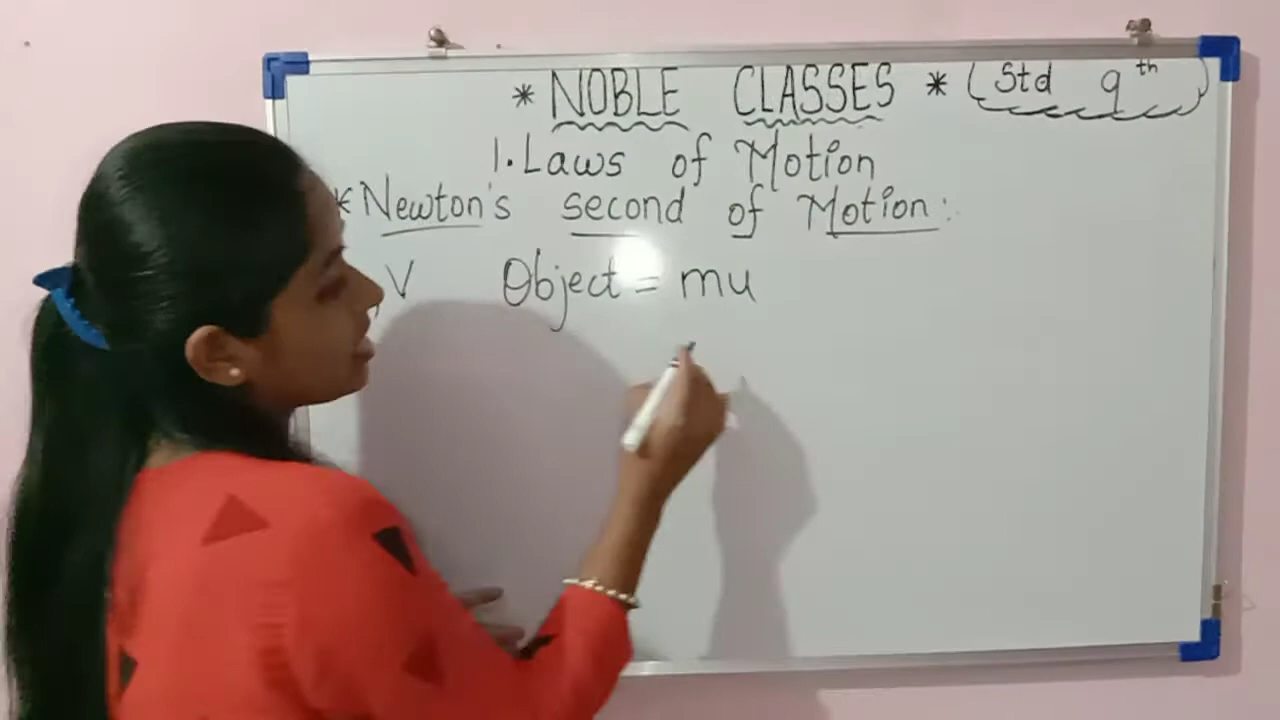 * NOBLE CLASSES * (Std 9th)
1. Laws of Motion
* Newton's second of Motion:
, V Object = mu